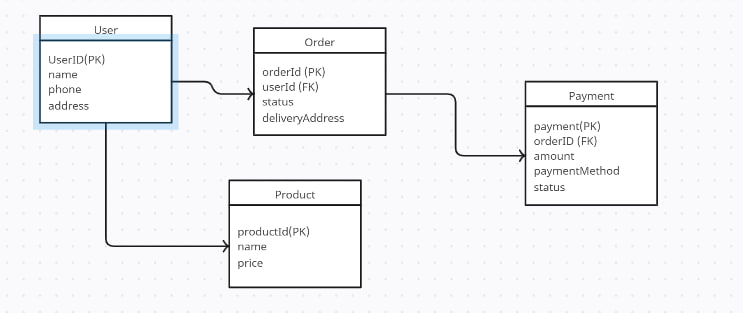 User
UserID(PK)
name
phone
address
Order
orderId (PK)
userId (FK)
status
deliveryAddress
Payment
payment(PK)
orderID (FK)
amount
paymentMethod
status
Product
productId(PK)
name
price